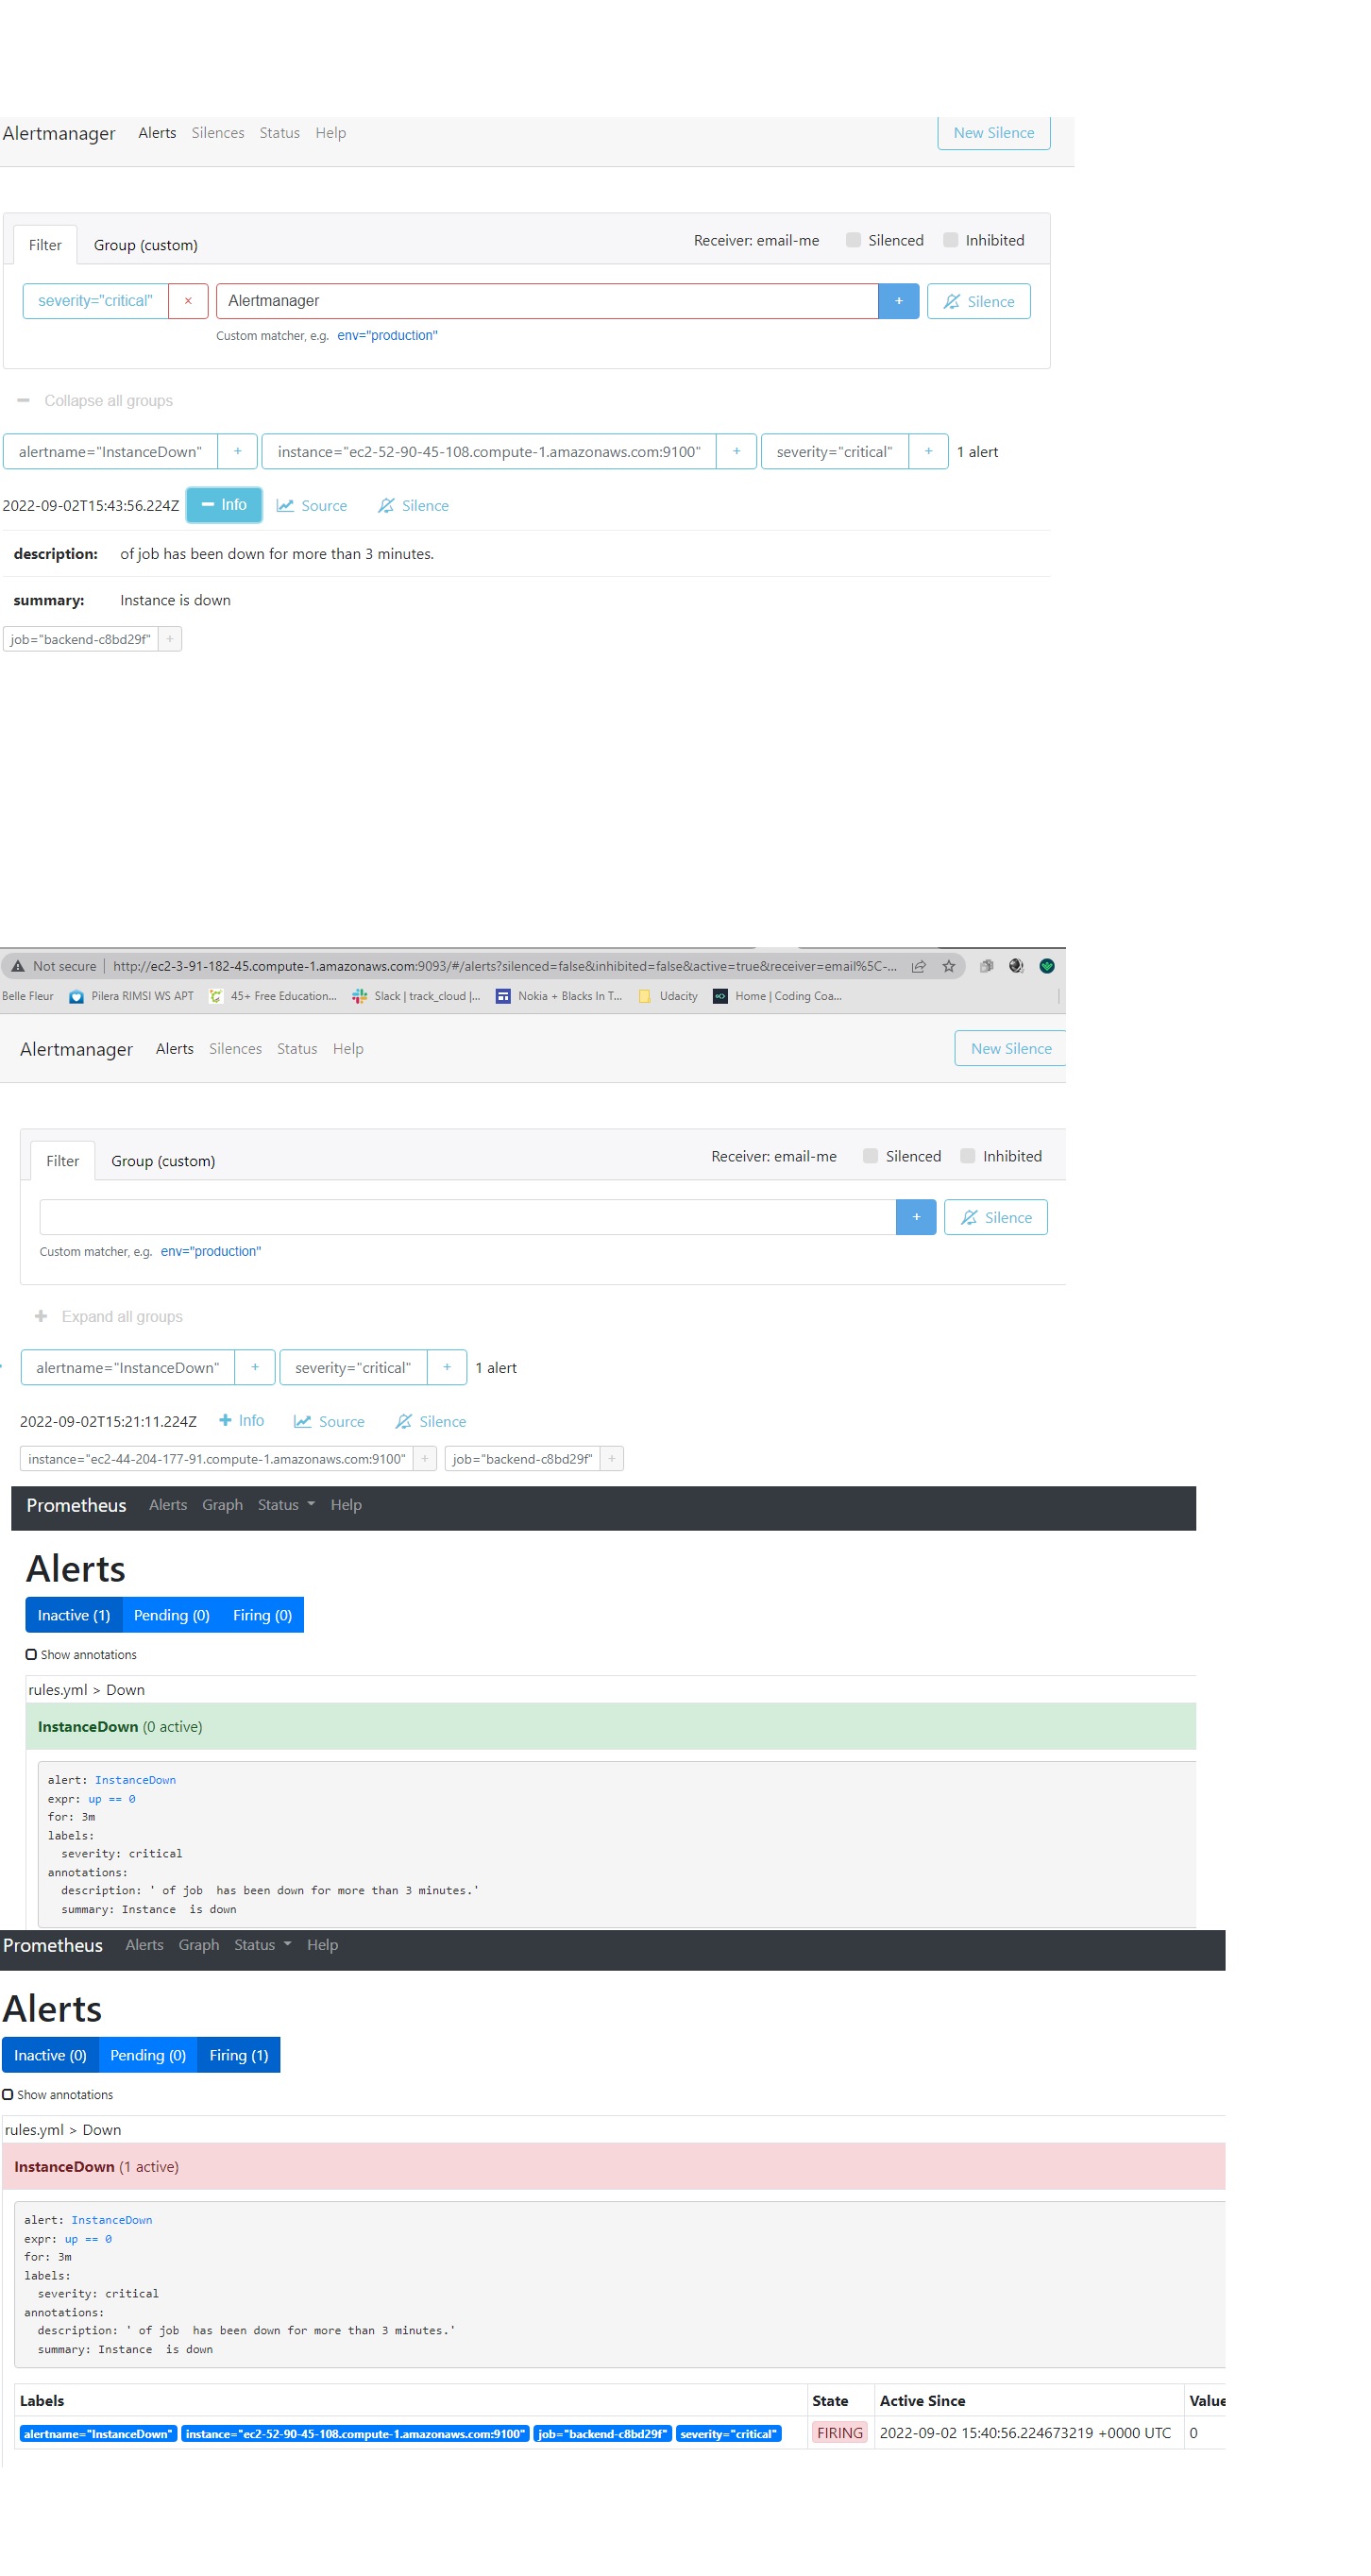 Alertmanager Alerts Silences Status Help New Silence
Filter Group (custom) Receiver: email-me Silenced Inhibited
severity="critical" × Alertmanager + Silence
Custom matcher, e.g. env="production"
Collapse all groups
alertname="InstanceDown" + instance="ec2-52-90-45-108.compute-1.amazonaws.com:9100" + severity="critical" + 1 alert
2022-09-02T15:43:56.224Z Info Source Silence
description: of job has been down for more than 3 minutes.
summary: Instance is down
job="backend-c8bd29f" +
Not secure http://ec2-3-91-182-45.compute-1.amazonaws.com:9093/#/alerts?silenced=false&inhibited=false&active=true&receiver=email%5C-...
Belle Fleur Pilera RIMSI WS APT 45+ Free Education... Slack | track_cloud |... Nokia + Blacks In T... Udacity Home | Coding Coa...
Alertmanager Alerts Silences Status Help New Silence
Filter Group (custom) Receiver: email-me Silenced Inhibited
+ Silence
Custom matcher, e.g. env="production"
Expand all groups
alertname="InstanceDown" + severity="critical" + 1 alert
2022-09-02T15:21:11.224Z Info Source Silence
instance="ec2-44-204-177-91.compute-1.amazonaws.com:9100" + job="backend-c8bd29f" +
Prometheus Alerts Graph Status Help
Alerts
Inactive (1) Pending (0) Firing (0)
Show annotations
rules.yml > Down
InstanceDown (0 active)
alert: InstanceDown
expr: up == 0
for: 3m
labels:
severity: critical
annotations:
description: ' of job  has been down for more than 3 minutes.'
summary: Instance  is down
Prometheus Alerts Graph Status Help
Alerts
Inactive (0) Pending (0) Firing (1)
Show annotations
rules.yml > Down
InstanceDown (1 active)
alert: InstanceDown
expr: up == 0
for: 3m
labels:
severity: critical
annotations:
description: ' of job  has been down for more than 3 minutes.'
summary: Instance  is down
Labels State Active Since Value
alertname="InstanceDown" instance="ec2-52-90-45-108.compute-1.amazonaws.com:9100" job="backend-c8bd29f" severity="critical" FIRING 2022-09-02 15:40:56.224673219 +0000 UTC 0